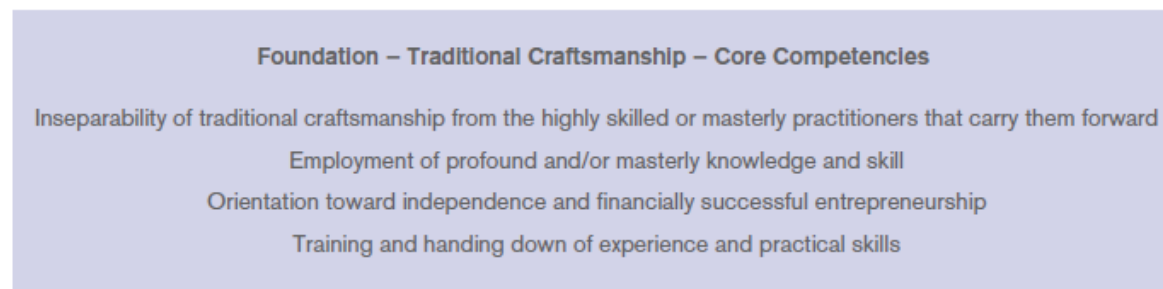 Foundation – Traditional Craftsmanship – Core Competencies
Inseparability of traditional craftsmanship from the highly skilled or masterly practitioners that carry them forward
Employment of profound and/or masterly knowledge and skill
Orientation toward independence and financially successful entrepreneurship
Training and handing down of experience and practical skills